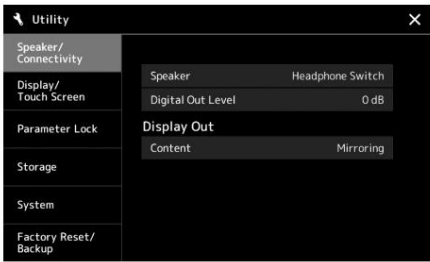 Utility
Speaker/
Connectivity
Display/
Touch Screen
Parameter Lock
Storage
System
Factory Reset/
Backup
Speaker Headphone Switch
Digital Out Level 0 dB
Display Out
Content Mirroring